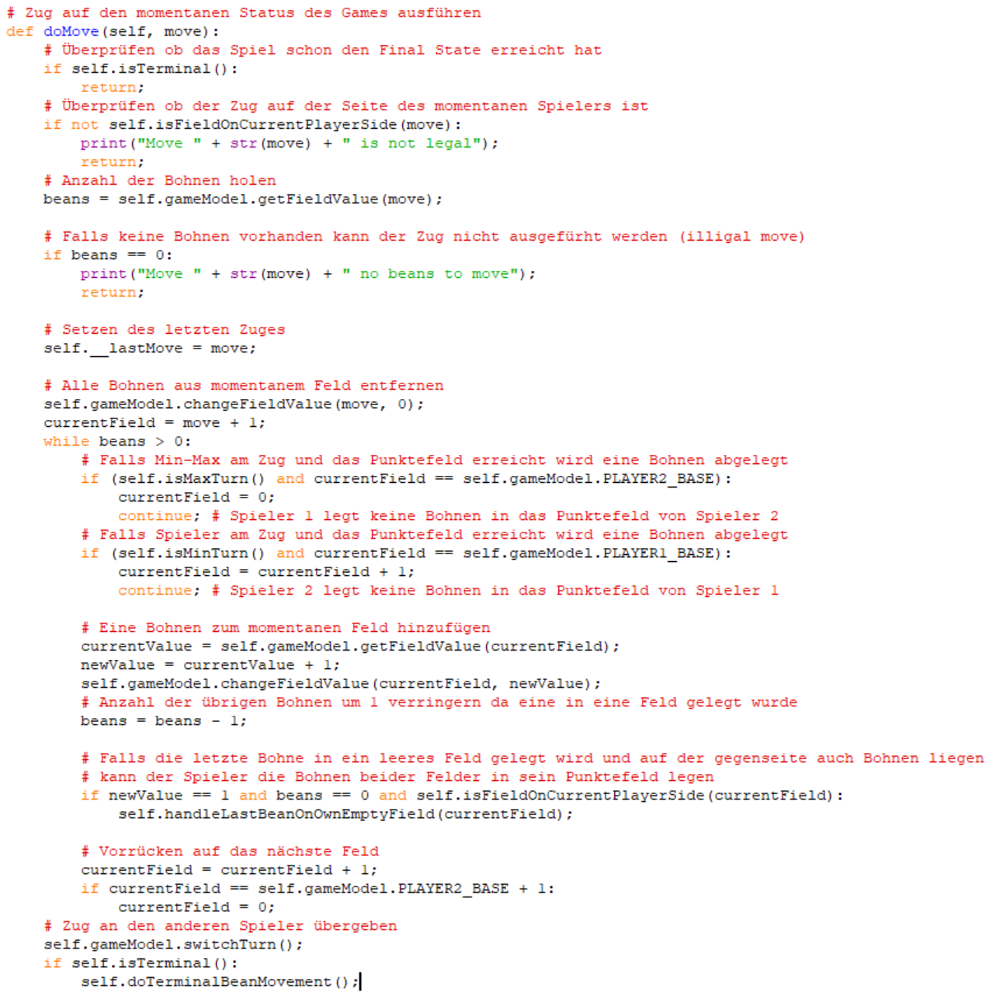 # Zug auf den momentanen Status des Games ausführen
def doMove(self, move):
    # Überprüfen ob das Spiel schon den Final State erreicht hat
    if self.isTerminal():
        return;
    # Überprüfen ob der Zug auf der Seite des momentanen Spielers ist
    if not self.isFieldOnCurrentPlayerSide(move):
        print("Move " + str(move) + " is not legal");
        return;
    # Anzahl der Bohnen holen
    beans = self.gameModel.getFieldValue(move);

    # Falls keine Bohnen vorhanden kann der Zug nicht ausgefürht werden (illigal move)
    if beans == 0:
        print("Move " + str(move) + " no beans to move");
        return;

    # Setzen des letzten Zuges
    self.__lastMove = move;

    # Alle Bohnen aus momentanem Feld entfernen
    self.gameModel.changeFieldValue(move, 0);
    currentField = move + 1;
    while beans > 0:
        # Falls Min-Max am Zug und das Punktefeld erreicht wird eine Bohnen abgelegt
        if (self.isMaxTurn() and currentField == self.gameModel.PLAYER2_BASE):
            currentField = 0;
            continue; # Spieler 1 legt keine Bohnen in das Punktefeld von Spieler 2
        # Falls Spieler am Zug und das Punktefeld erreicht wird eine Bohnen abgelegt
        if (self.isMinTurn() and currentField == self.gameModel.PLAYER1_BASE):
            currentField = currentField + 1;
            continue; # Spieler 2 legt keine Bohnen in das Punktefeld von Spieler 1

        # Eine Bohnen zum momentanen Feld hinzufügen
        currentValue = self.gameModel.getFieldValue(currentField);
        newValue = currentValue + 1;
        self.gameModel.changeFieldValue(currentField, newValue);
        # Anzahl der übrigen Bohnen um 1 verringern da eine in eine Feld gelegt wurde
        beans = beans - 1;

        # Falls die letzte Bohne in ein leeres Feld gelegt wird und auf der gegenseite auch Bohnen liegen
        # kann der Spieler die Bohnen beider Felder in sein Punktefeld legen
        if newValue == 1 and beans == 0 and self.isFieldOnCurrentPlayerSide(currentField):
            self.handleLastBeanOnOwnEmptyField(currentField);

        # Vorrücken auf das nächste Feld
        currentField = currentField + 1;
        if currentField == self.gameModel.PLAYER2_BASE + 1:
            currentField = 0;
    # Zug an den anderen Spieler übergeben
    self.gameModel.switchTurn();
    if self.isTerminal():
        self.doTerminalBeanMovement();